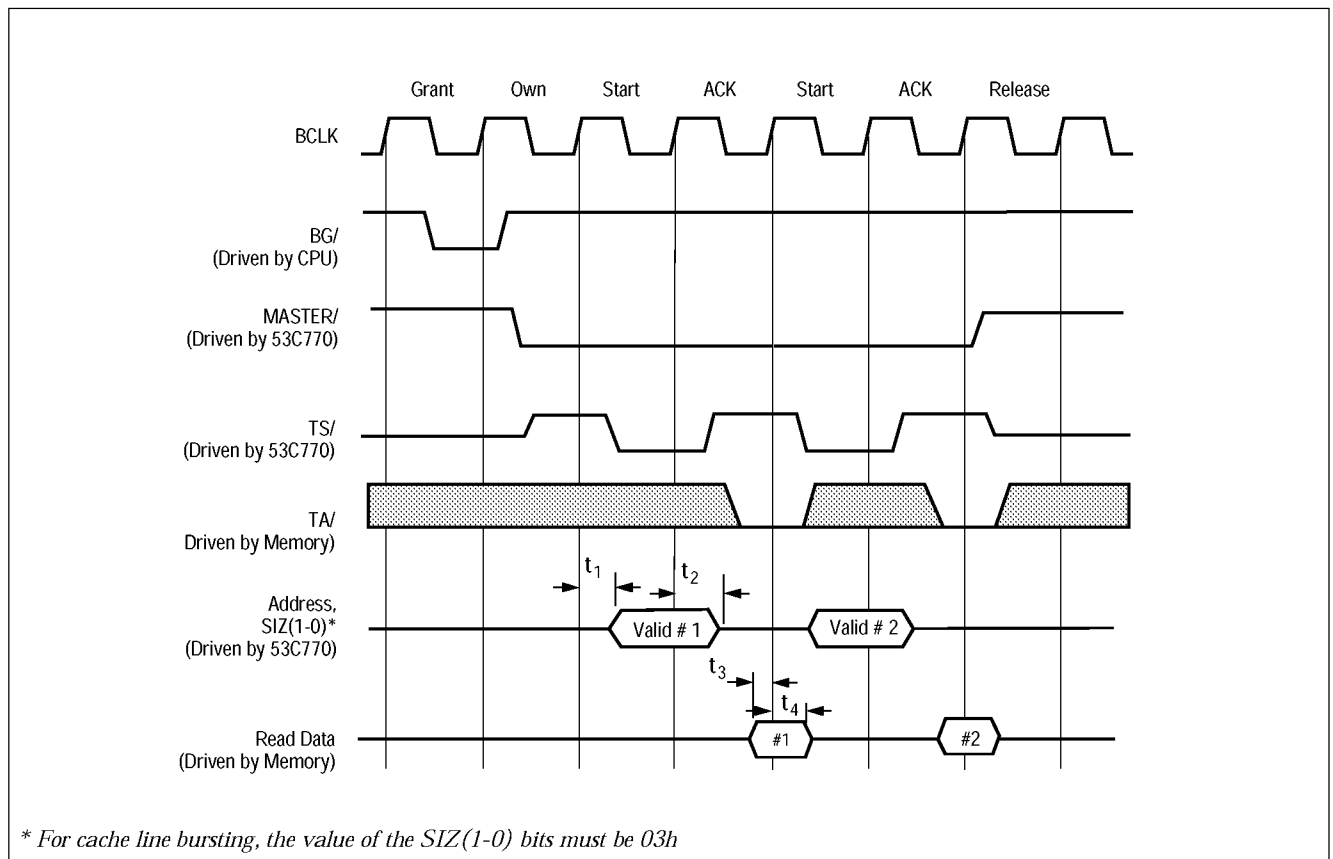 Grant Own Start ACK Start ACK Release
BCLK
BG/
(Driven by CPU)
MASTER/
(Driven by 53C770)
TS/
(Driven by 53C770)
TA/
Driven by Memory)
t1 t2
Address,
SIZ(1-0)*
(Driven by 53C770)
Valid # 1 Valid # 2
t3
t4
Read Data
(Driven by Memory)
#1 #2
* For cache line bursting, the value of the SIZ(1-0) bits must be 03h